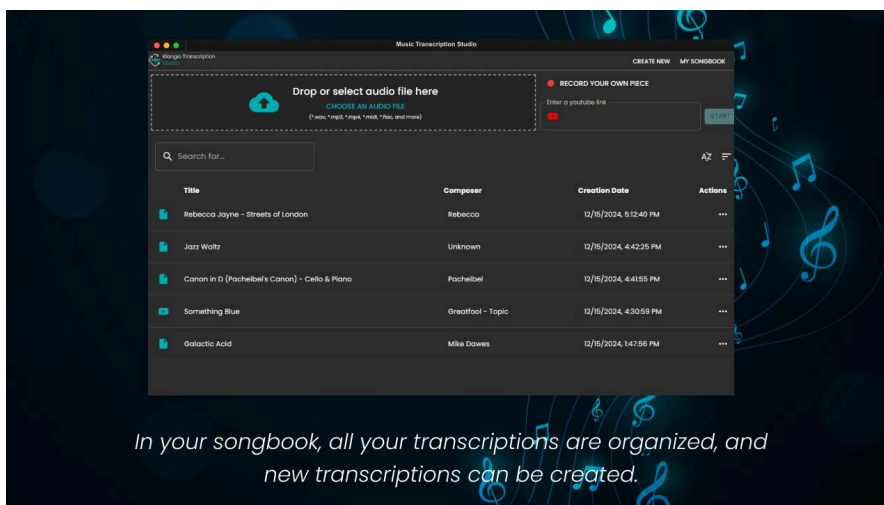 Music Transcription Studio
Klangio Transcription
Studio
CREATE NEW MY SONGBOOK
Drop or select audio file here
CHOOSE AN AUDIO FILE
(*.wav, *.mp3, *.mp4, *.midi, *.flac, and more)
RECORD YOUR OWN PIECE
Enter a youtube link
START
Search for...
AZ
Title Composer Creation Date Actions
Rebecca Jayne - Streets of London Rebecca 12/15/2024, 5:12:40 PM ...
Jazz Waltz Unknown 12/15/2024, 4:42:25 PM ...
Canon in D (Pachelbel's Canon) - Cello & Piano Pachelbel 12/15/2024, 4:41:55 PM ...
Something Blue Greatfool - Topic 12/15/2024, 4:30:59 PM ...
Galactic Acid Mike Dawes 12/15/2024, 1:47:56 PM ...
In your songbook, all your transcriptions are organized, and
new transcriptions can be created.